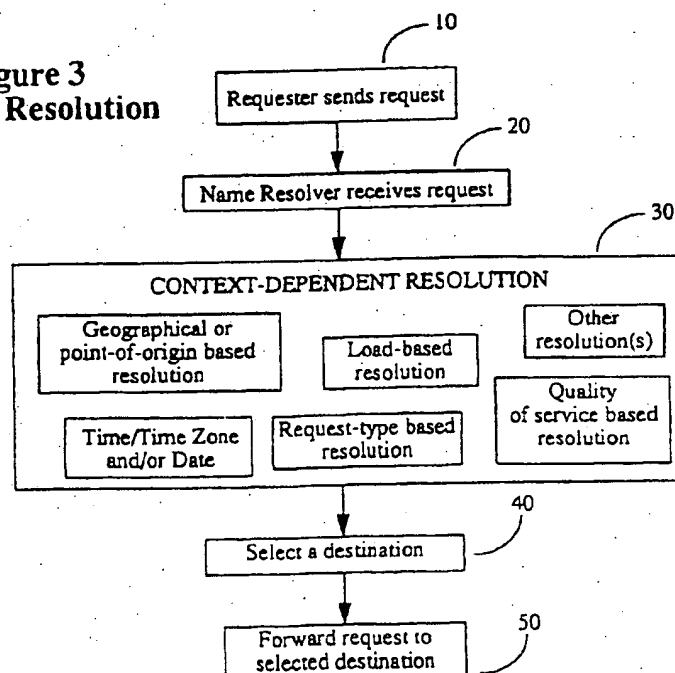 10
gure 3
Resolution
Requester sends request
20
Name Resolver receives request
30
CONTEXT-DEPENDENT RESOLUTION
Geographical or
point-of-origin based
resolution
Load-based
resolution
Other
resolution(s)
Time/Time Zone
and/or Date
Request-type based
resolution
Quality
of service based
resolution
40
Select a destination
50
Forward request to
selected destination